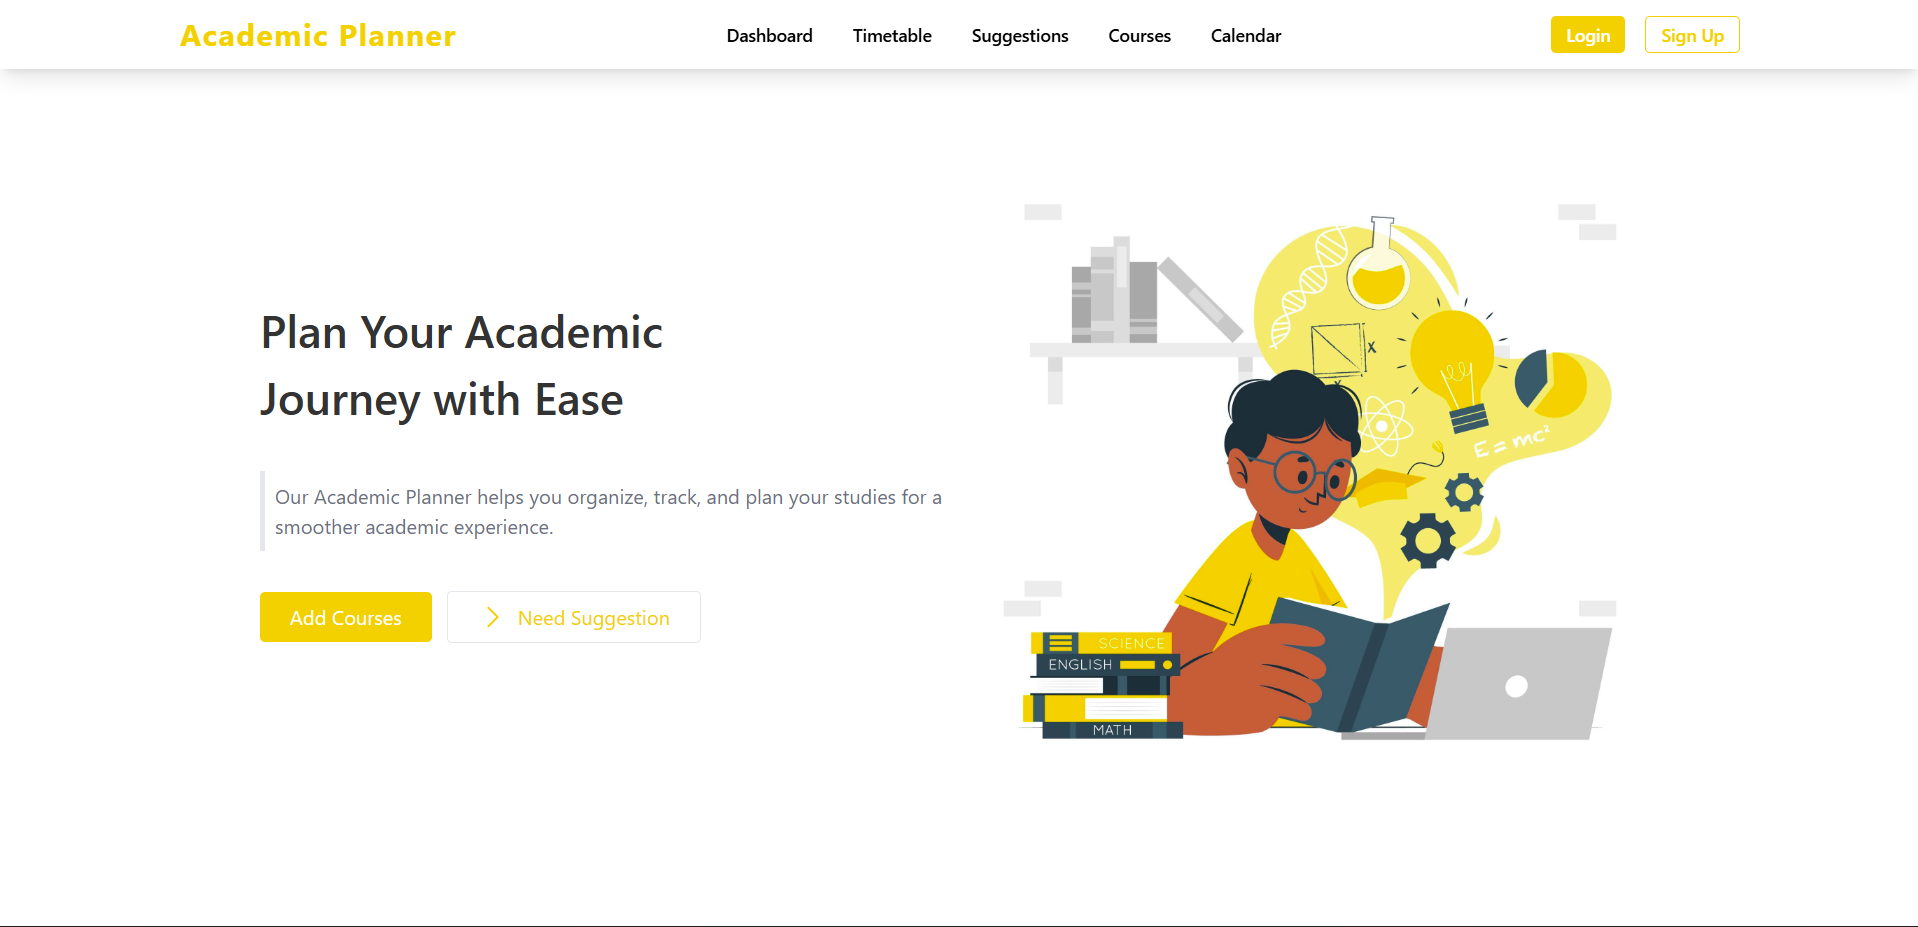 Academic Planner
Dashboard Timetable Suggestions Courses Calendar
Login Sign Up
Plan Your Academic
Journey with Ease
Our Academic Planner helps you organize, track, and plan your studies for a
smoother academic experience.
Add Courses Need Suggestion
X
E = mc²
SCIENCE
ENGLISH
MATH